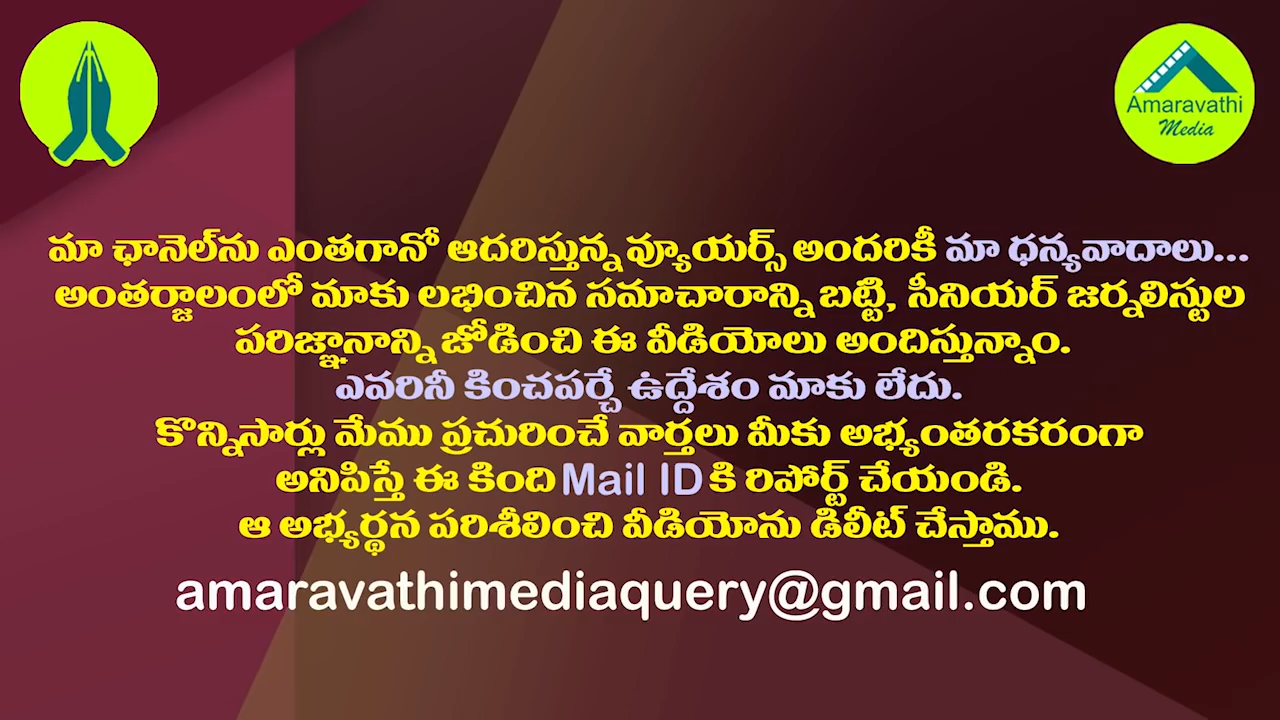 Amaravathi
Media
మా ఛానెల్‌ను ఎంతగానో ఆదరిస్తున్న వ్యూయర్స్ అందరికీ మా ధన్యవాదాలు...
అంతర్జాలంలో మాకు లభించిన సమాచారాన్ని బట్టి, సీనియర్ జర్నలిస్టుల
పరిజ్ఞానాన్ని జోడించి ఈ వీడియోలు అందిస్తున్నాం.
ఎవరినీ కించపర్చే ఉద్దేశం మాకు లేదు.
కొన్నిసార్లు మేము ప్రచురించే వార్తలు మీకు అభ్యంతరకరంగా
అనిపిస్తే ఈ కింది Mail ID కి రిపోర్ట్ చేయండి.
ఆ అభ్యర్థన పరిశీలించి వీడియోను డిలీట్ చేస్తాము.
amaravathimediaquery@gmail.com